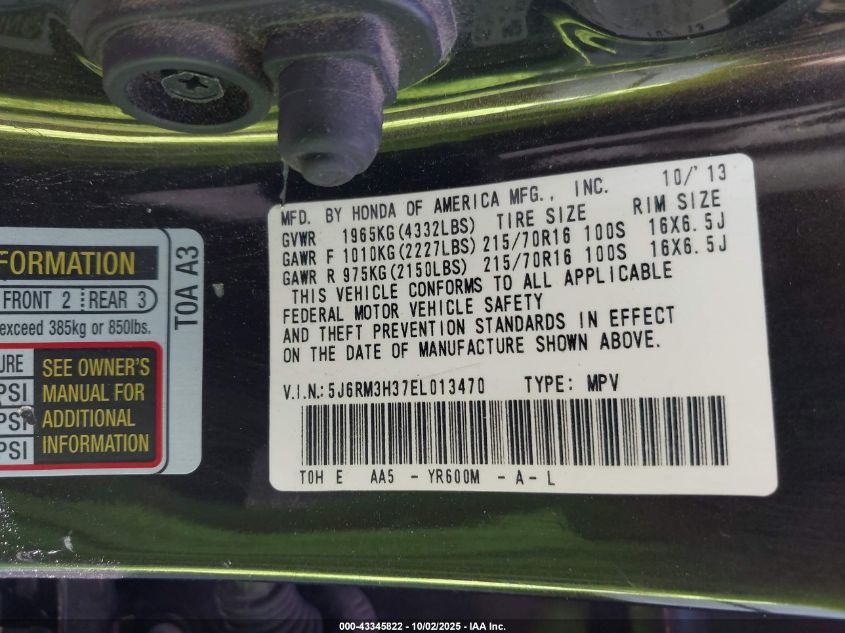 10/'13
MFD. BY HONDA OF AMERICA MFG., INC.
GVWR 1965KG(4332LBS) TIRE SIZE RIM SIZE
GAWR F 1010KG(2227LBS) 215/70R16 100S 16X6.5J
GAWR R 975KG(2150LBS) 215/70R16 100S 16X6.5J
THIS VEHICLE CONFORMS TO ALL APPLICABLE
FEDERAL MOTOR VEHICLE SAFETY
AND THEFT PREVENTION STANDARDS IN EFFECT
ON THE DATE OF MANUFACTURE SHOWN ABOVE.
V.I.N.: 5J6RM3H37EL013470 TYPE: MPV
T0H E AA5 - YR600M - A - L
FORMATION
FRONT 2 REAR 3
exceed 385kg or 850lbs.
T0A A3
URE
PSI
PSI
PSI
SEE OWNER'S
MANUAL FOR
ADDITIONAL
INFORMATION
000-43345822 - 10/02/2025 - IAA Inc.